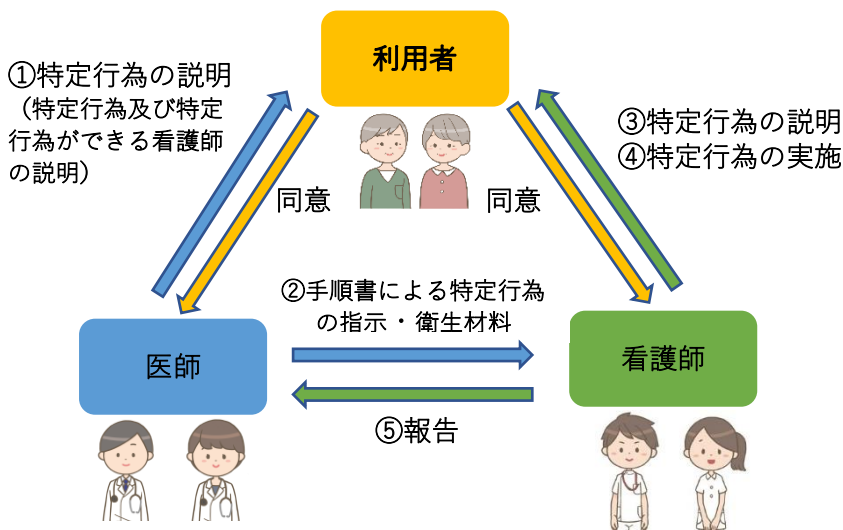 利用者
①特定行為の説明
（特定行為及び特定
行為ができる看護師
の説明）
③特定行為の説明
④特定行為の実施
同意
同意
②手順書による特定行為
の指示・衛生材料
医師
看護師
⑤報告